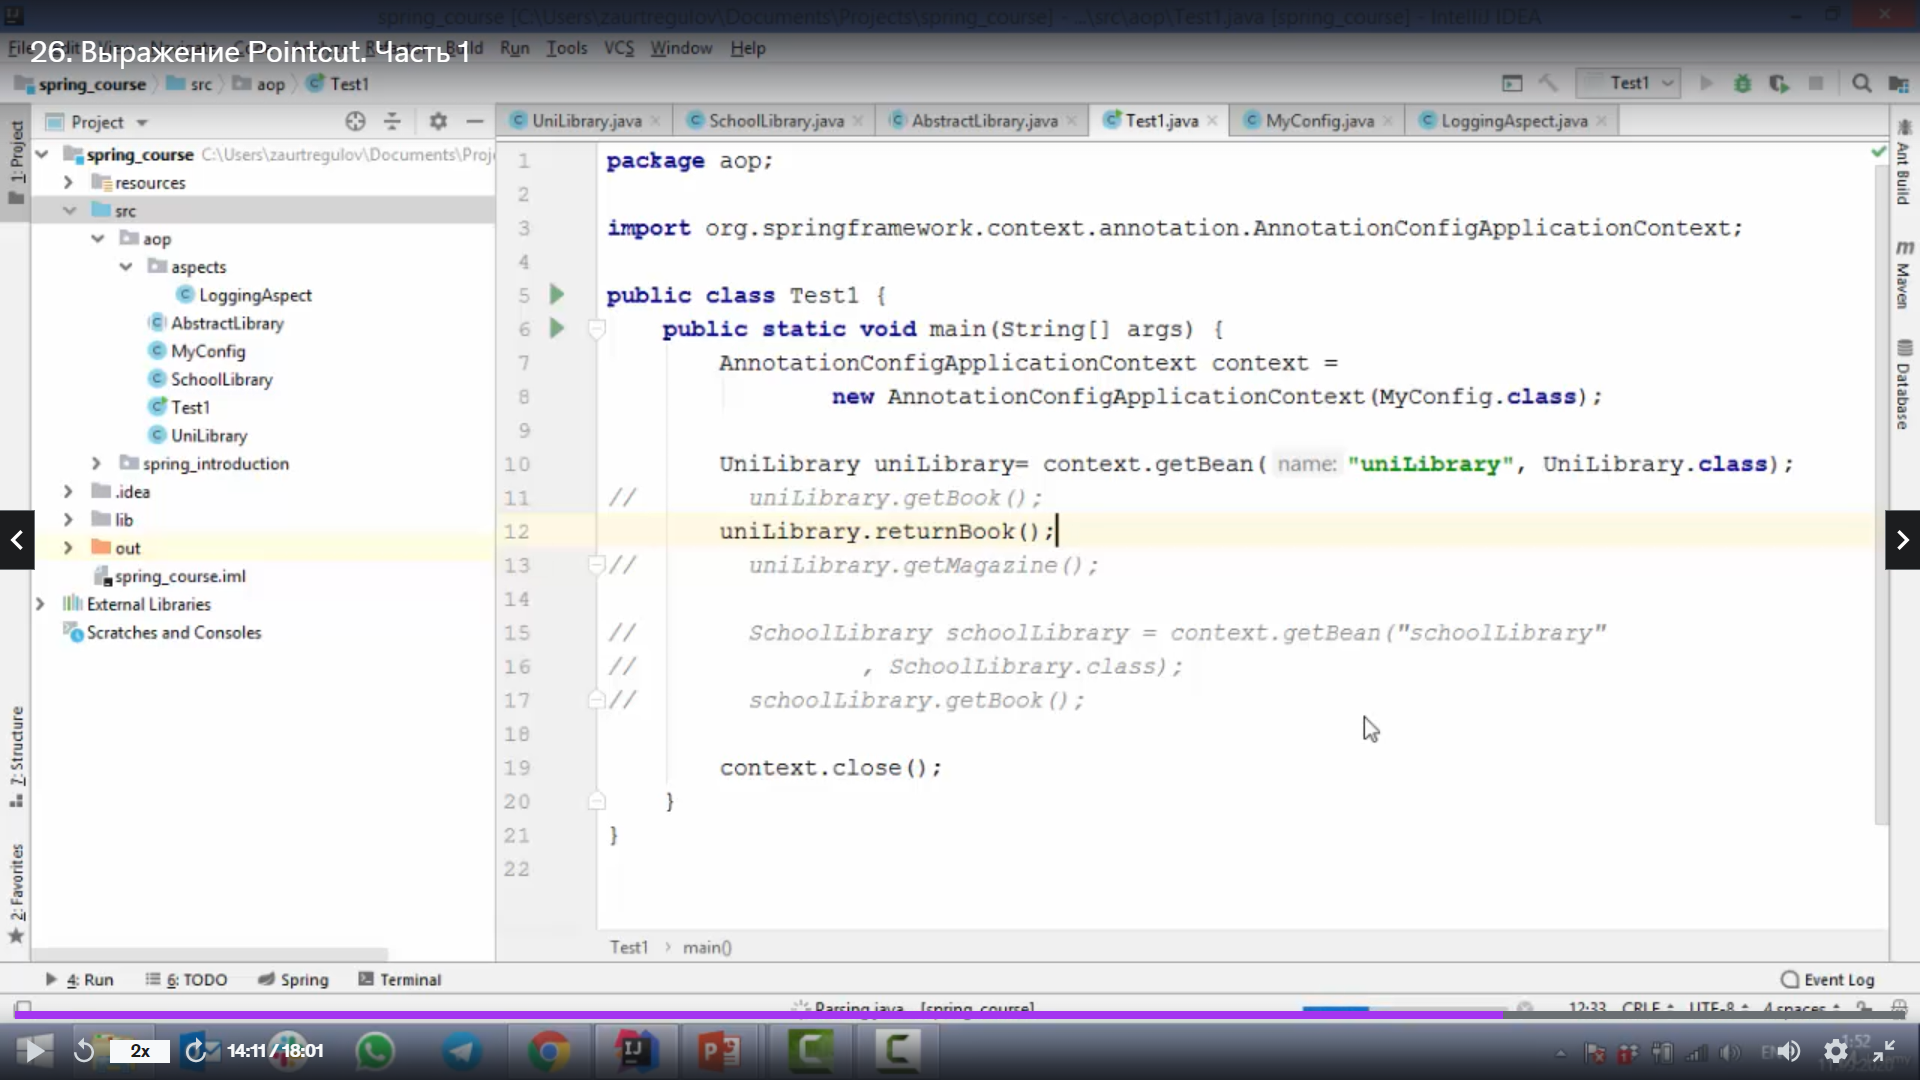 spring_course [C:\Users\zaurtregulov\Documents\Projects\spring_course] - ...\src\aop\Test1.java [spring_course] - IntelliJ IDEA
26. Выражение Pointcut. Часть 1
Run Tools VCS Window Help
spring_course src aop Test1
Test1
Project
UniLibrary.java SchoolLibrary.java AbstractLibrary.java Test1.java MyConfig.java LoggingAspect.java
1: Project
7: Structure
2: Favorites
spring_course C:\Users\zaurtregulov\Documents\Proj
resources
src
aop
aspects
LoggingAspect
AbstractLibrary
MyConfig
SchoolLibrary
Test1
UniLibrary
spring_introduction
.idea
lib
out
spring_course.iml
External Libraries
Scratches and Consoles
1 package aop;
2
3 import org.springframework.context.annotation.AnnotationConfigApplicationContext;
4
5 public class Test1 {
6 public static void main(String[] args) {
7 AnnotationConfigApplicationContext context =
8 new AnnotationConfigApplicationContext(MyConfig.class);
9
10 UniLibrary uniLibrary= context.getBean( name: "uniLibrary", UniLibrary.class);
11 // uniLibrary.getBook();
12 uniLibrary.returnBook();
13 // uniLibrary.getMagazine();
14
15 // SchoolLibrary schoolLibrary = context.getBean("schoolLibrary"
16 // , SchoolLibrary.class);
17 // schoolLibrary.getBook();
18
19 context.close();
20 }
21 }
22
Ant Build
m Maven
Database
Test1 > main()
4: Run 6: TODO Spring Terminal Event Log
Parsing java... [spring_course] 12:33 CRLF UTF-8 4 spaces
2x 14:11 / 18:01